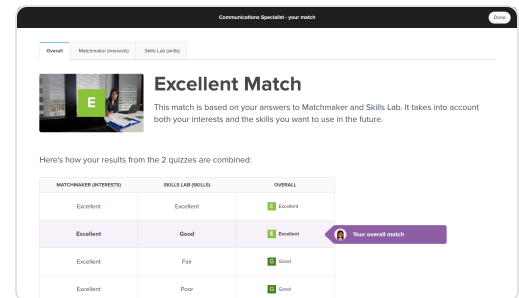 Communications Specialist - your match
Done
Overall
Matchmaker (interests)
Skills Lab (skills)
E
Excellent Match
This match is based on your answers to Matchmaker and Skills Lab. It takes into account
both your interests and the skills you want to use in the future.
Here's how your results from the 2 quizzes are combined:
MATCHMAKER (INTERESTS) SKILLS LAB (SKILLS) OVERALL
Excellent Excellent E Excellent
Excellent Good E Excellent Your overall match
Excellent Fair G Good
Excellent Poor G Good